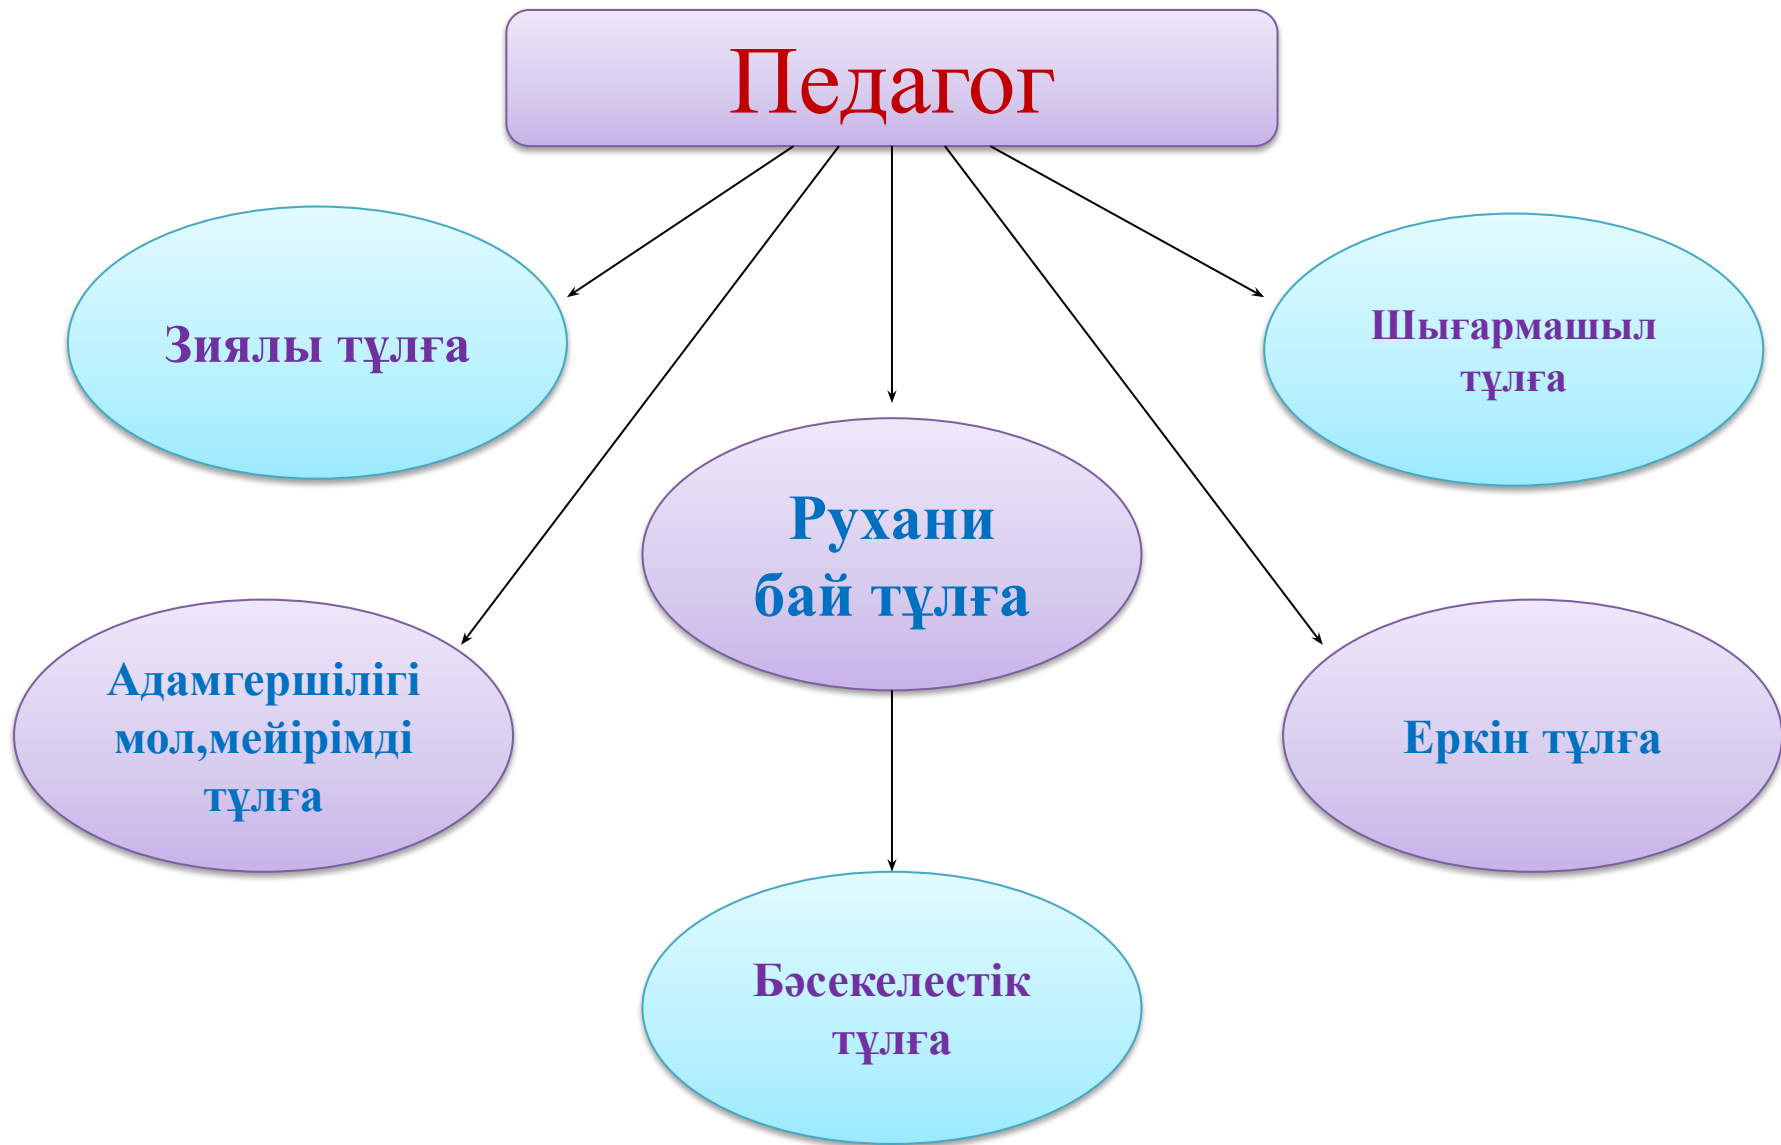 Педагог
Зиялы тұлға
Шығармашыл
тұлға
Рухани
бай тұлға
Адамгершілігі
мол,мейірімді
тұлға
Еркін тұлға
Бәсекелестік
тұлға